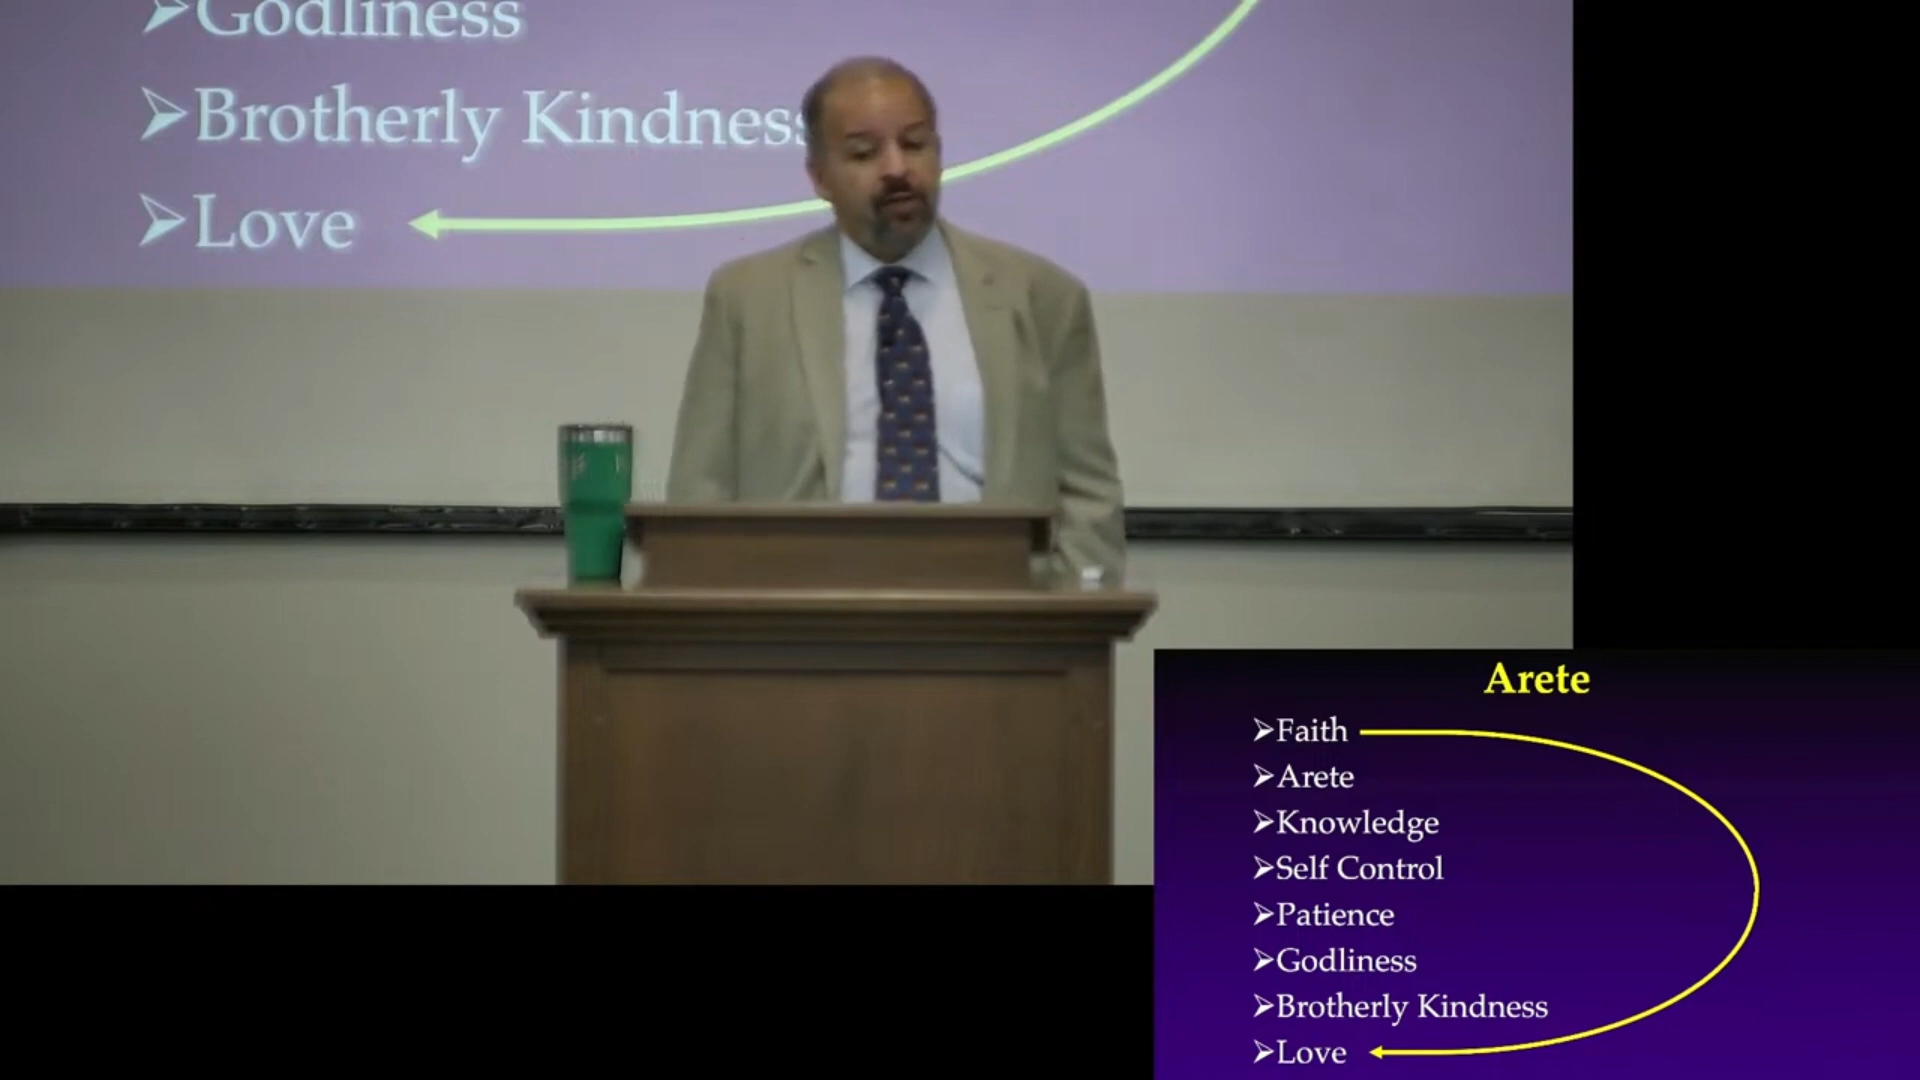 ➢Godliness
➢Brotherly Kindness
➢Love
Arete
➢Faith
➢Arete
➢Knowledge
➢Self Control
➢Patience
➢Godliness
➢Brotherly Kindness
➢Love